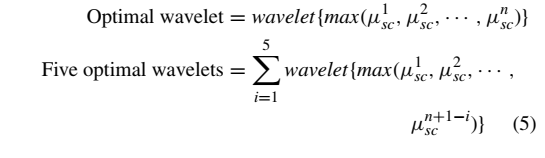 Optimal wavelet = wavelet{max(μ_sc^1, μ_sc^2, ⋯ , μ_sc^n)}
Five optimal wavelets = ∑_{i=1}^{5} wavelet{max(μ_sc^1, μ_sc^2, ⋯ ,
μ_sc^{n+1−i})} (5)